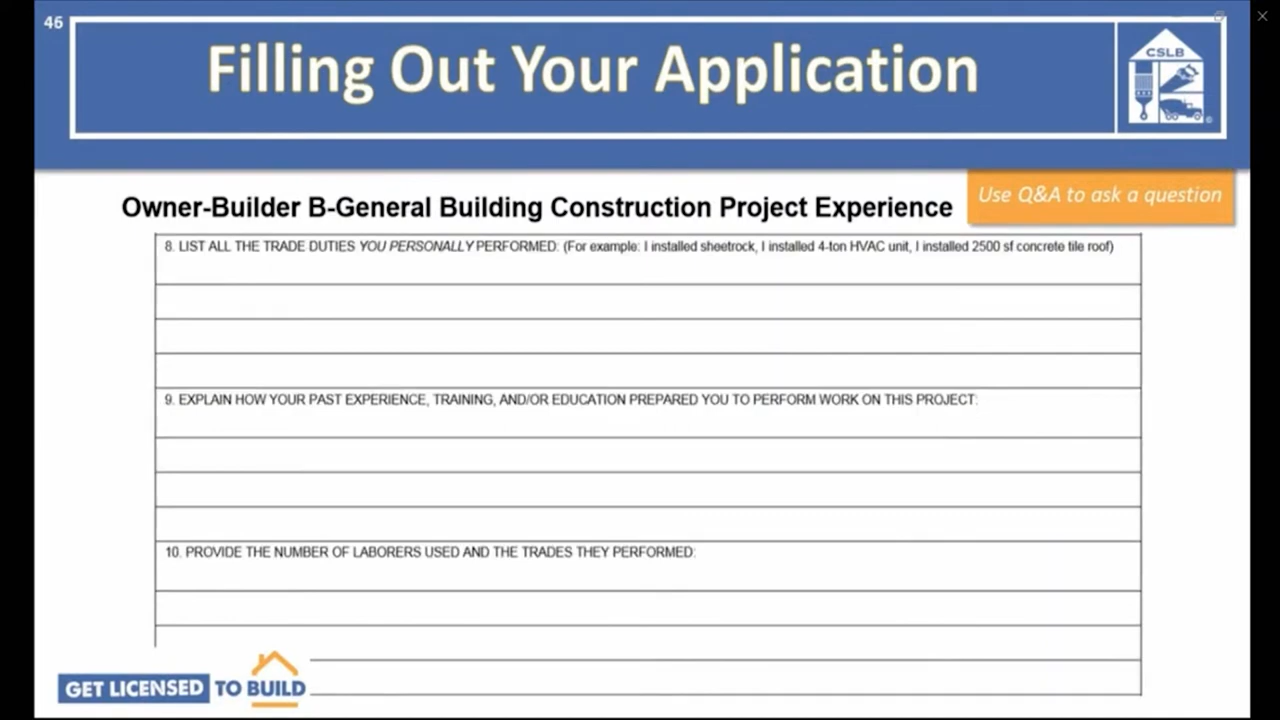 46
Filling Out Your Application
CSLB
Use Q&A to ask a question
Owner-Builder B-General Building Construction Project Experience
8. LIST ALL THE TRADE DUTIES YOU PERSONALLY PERFORMED: (For example: I installed sheetrock, I installed 4-ton HVAC unit, I installed 2500 sf concrete tile roof)
9. EXPLAIN HOW YOUR PAST EXPERIENCE, TRAINING, AND/OR EDUCATION PREPARED YOU TO PERFORM WORK ON THIS PROJECT:
10. PROVIDE THE NUMBER OF LABORERS USED AND THE TRADES THEY PERFORMED:
GET LICENSED TO BUILD